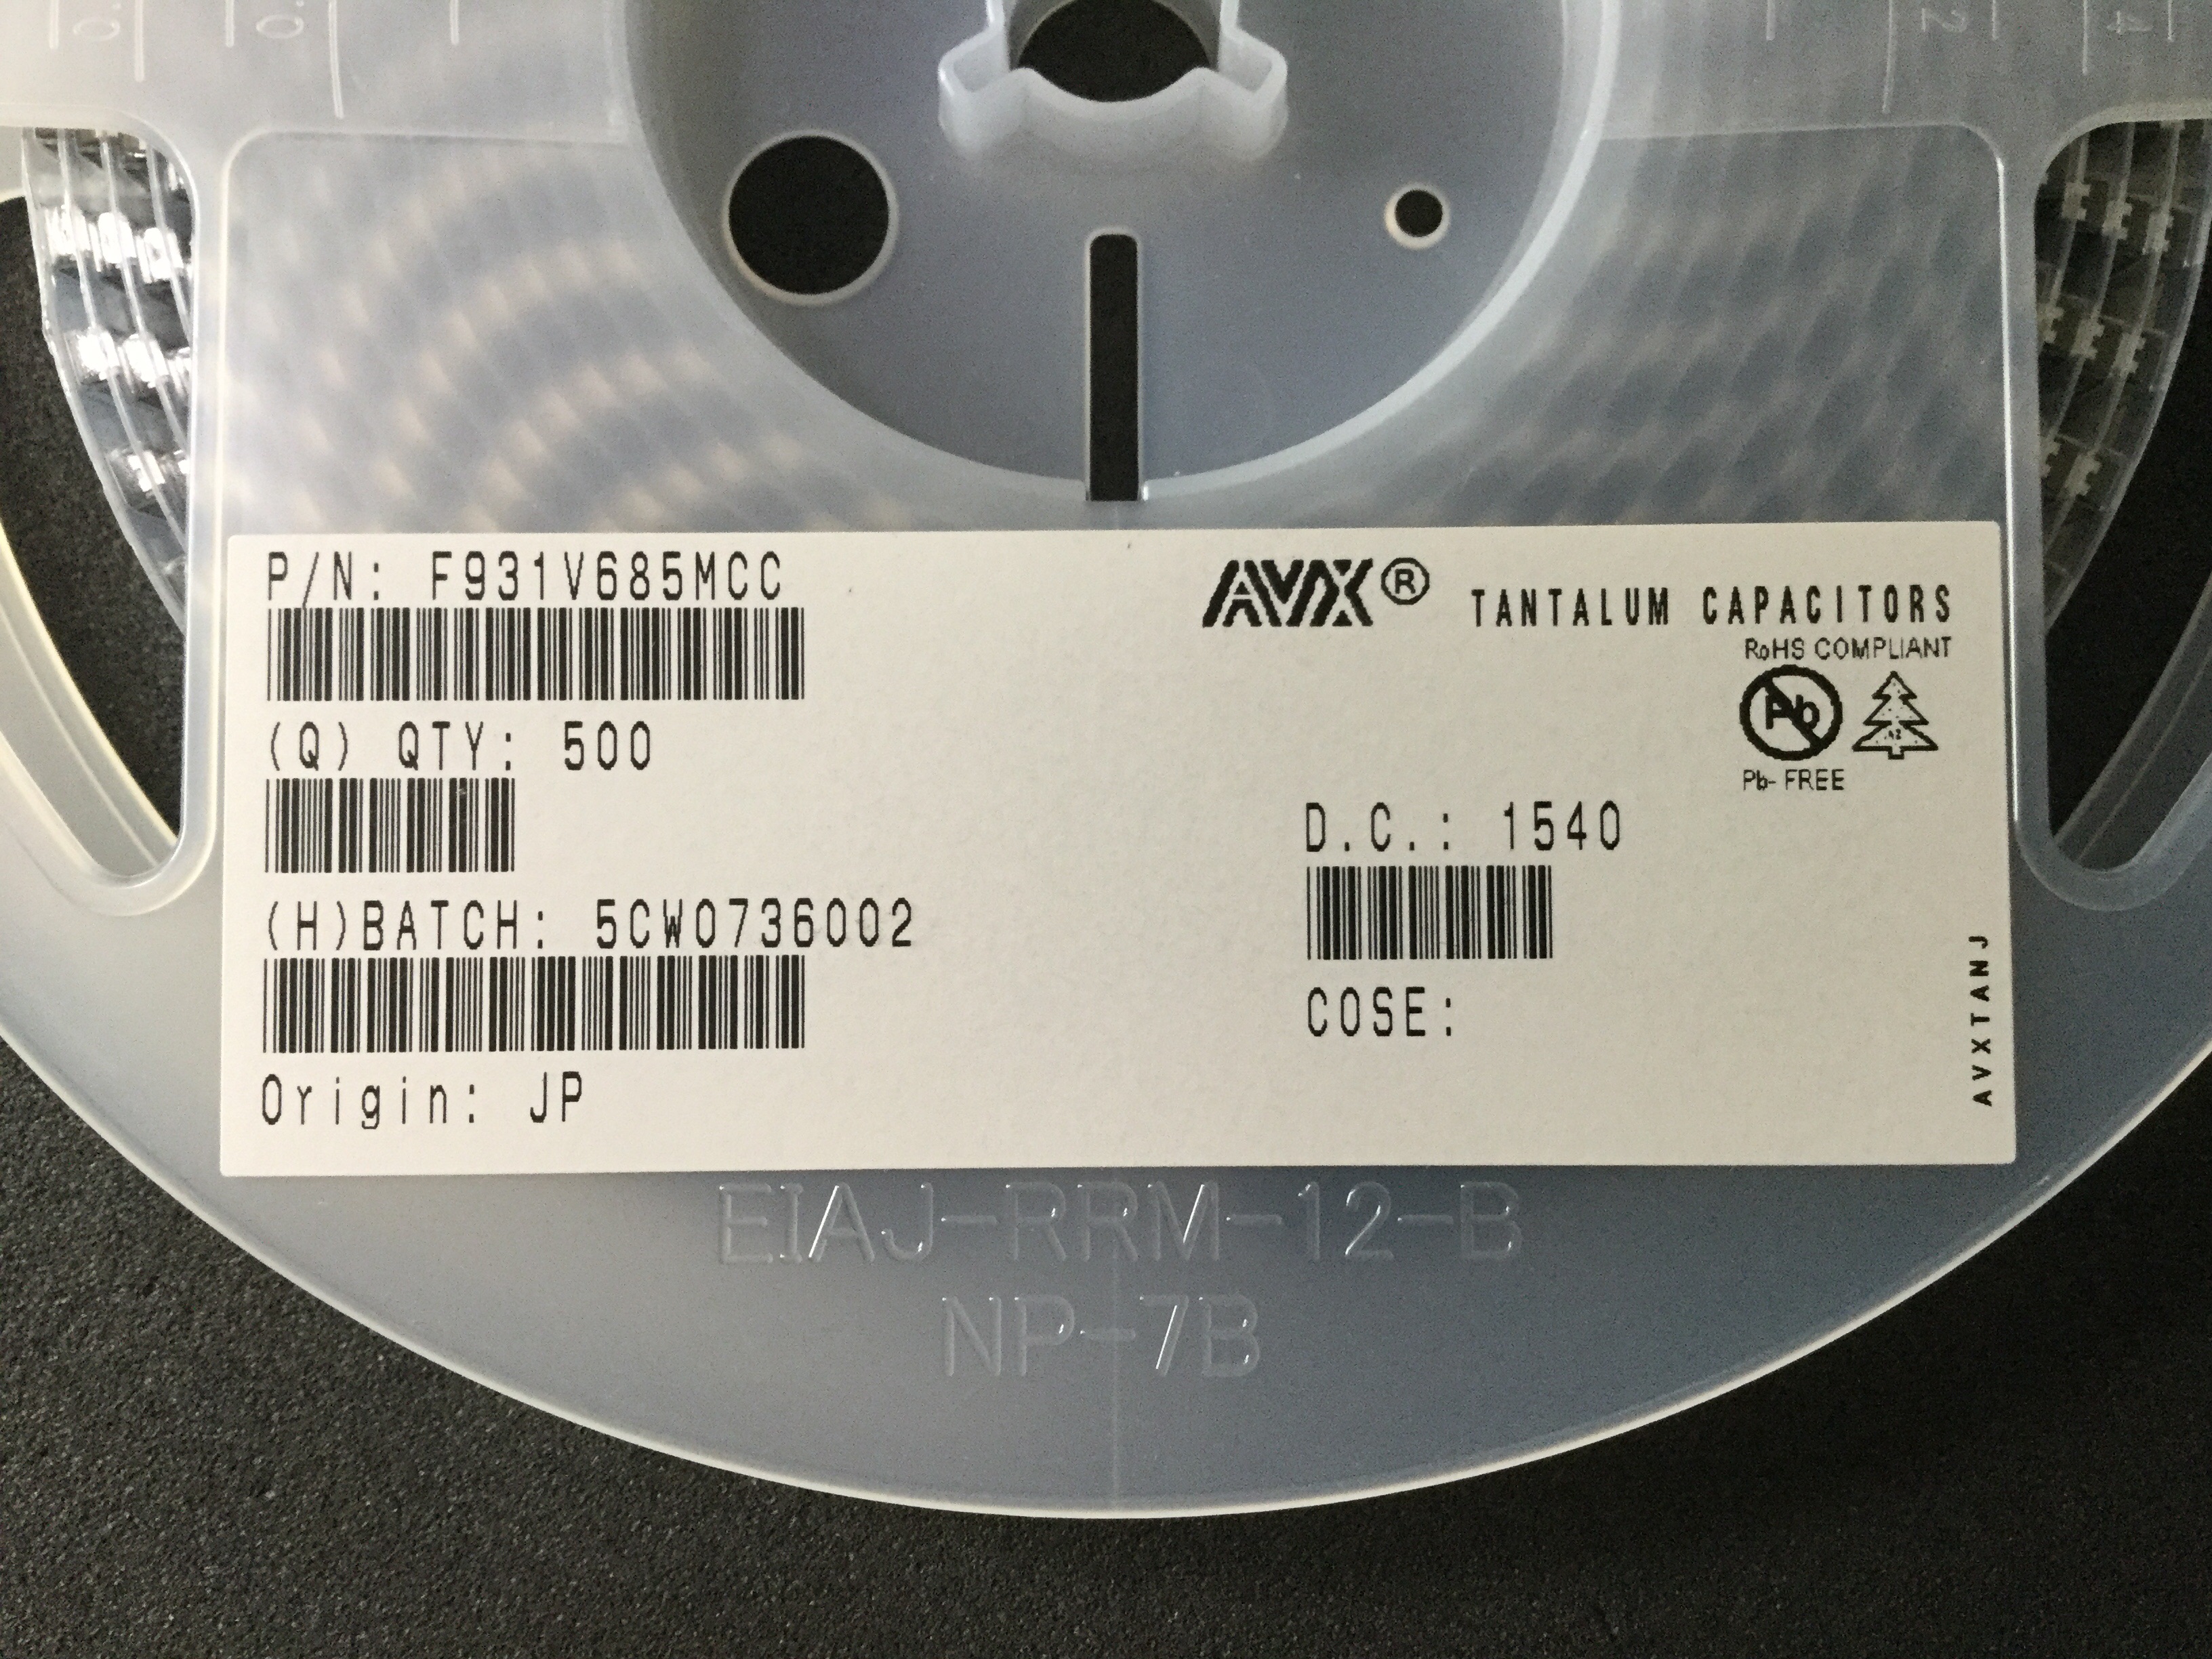 P/N: F931V685MCC
AVX® TANTALUM CAPACITORS
RoHS COMPLIANT
Pb
Pb- FREE
(Q) QTY: 500
D.C.: 1540
(H)BATCH: 5CW0736002
COSE:
Origin: JP
AVXTANJ
EIAJ-RRM-12-B
NP-7B